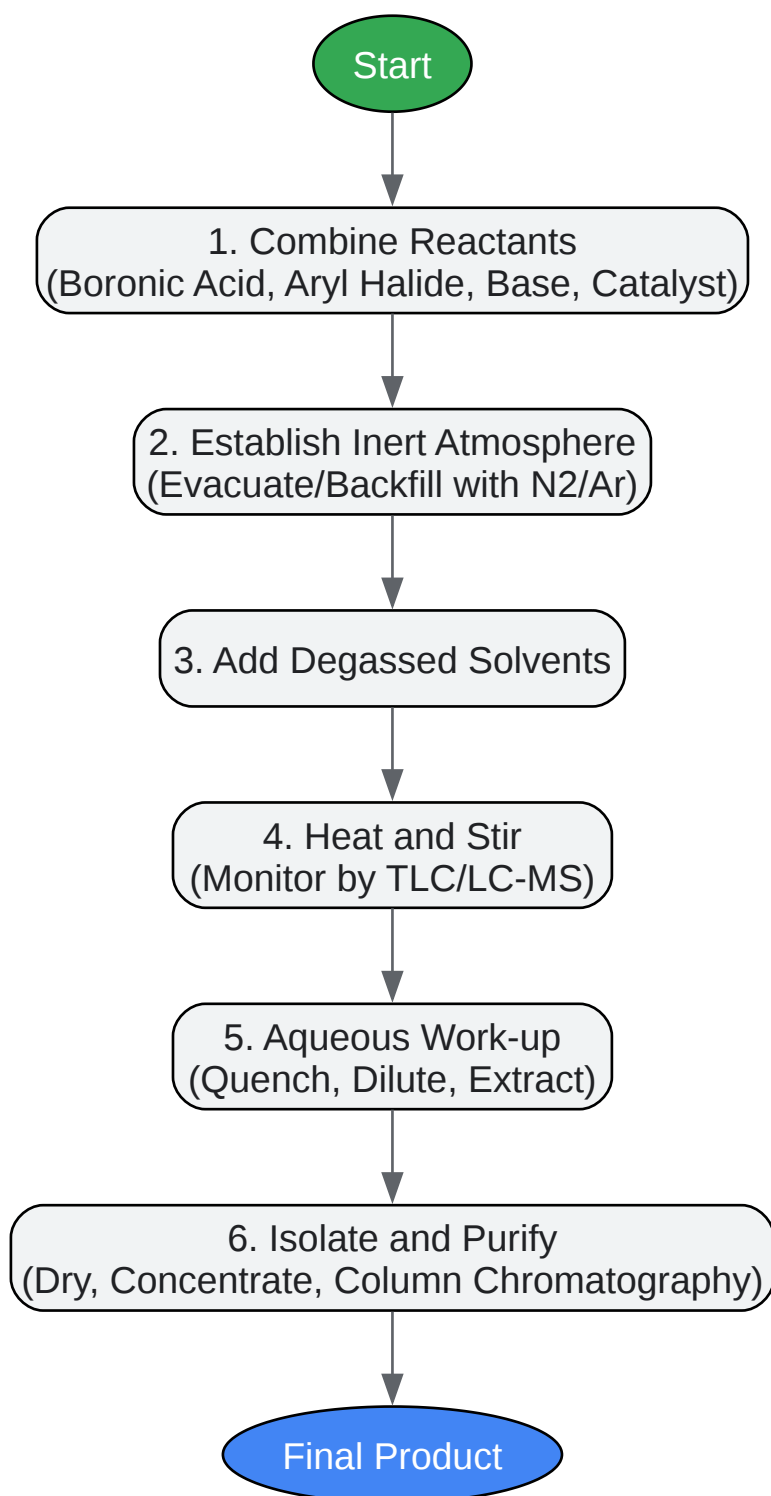 Start
1. Combine Reactants
(Boronic Acid, Aryl Halide, Base, Catalyst)
2. Establish Inert Atmosphere
(Evacuate/Backfill with N2/Ar)
3. Add Degassed Solvents
4. Heat and Stir
(Monitor by TLC/LC-MS)
5. Aqueous Work-up
(Quench, Dilute, Extract)
6. Isolate and Purify
(Dry, Concentrate, Column Chromatography)
Final Product